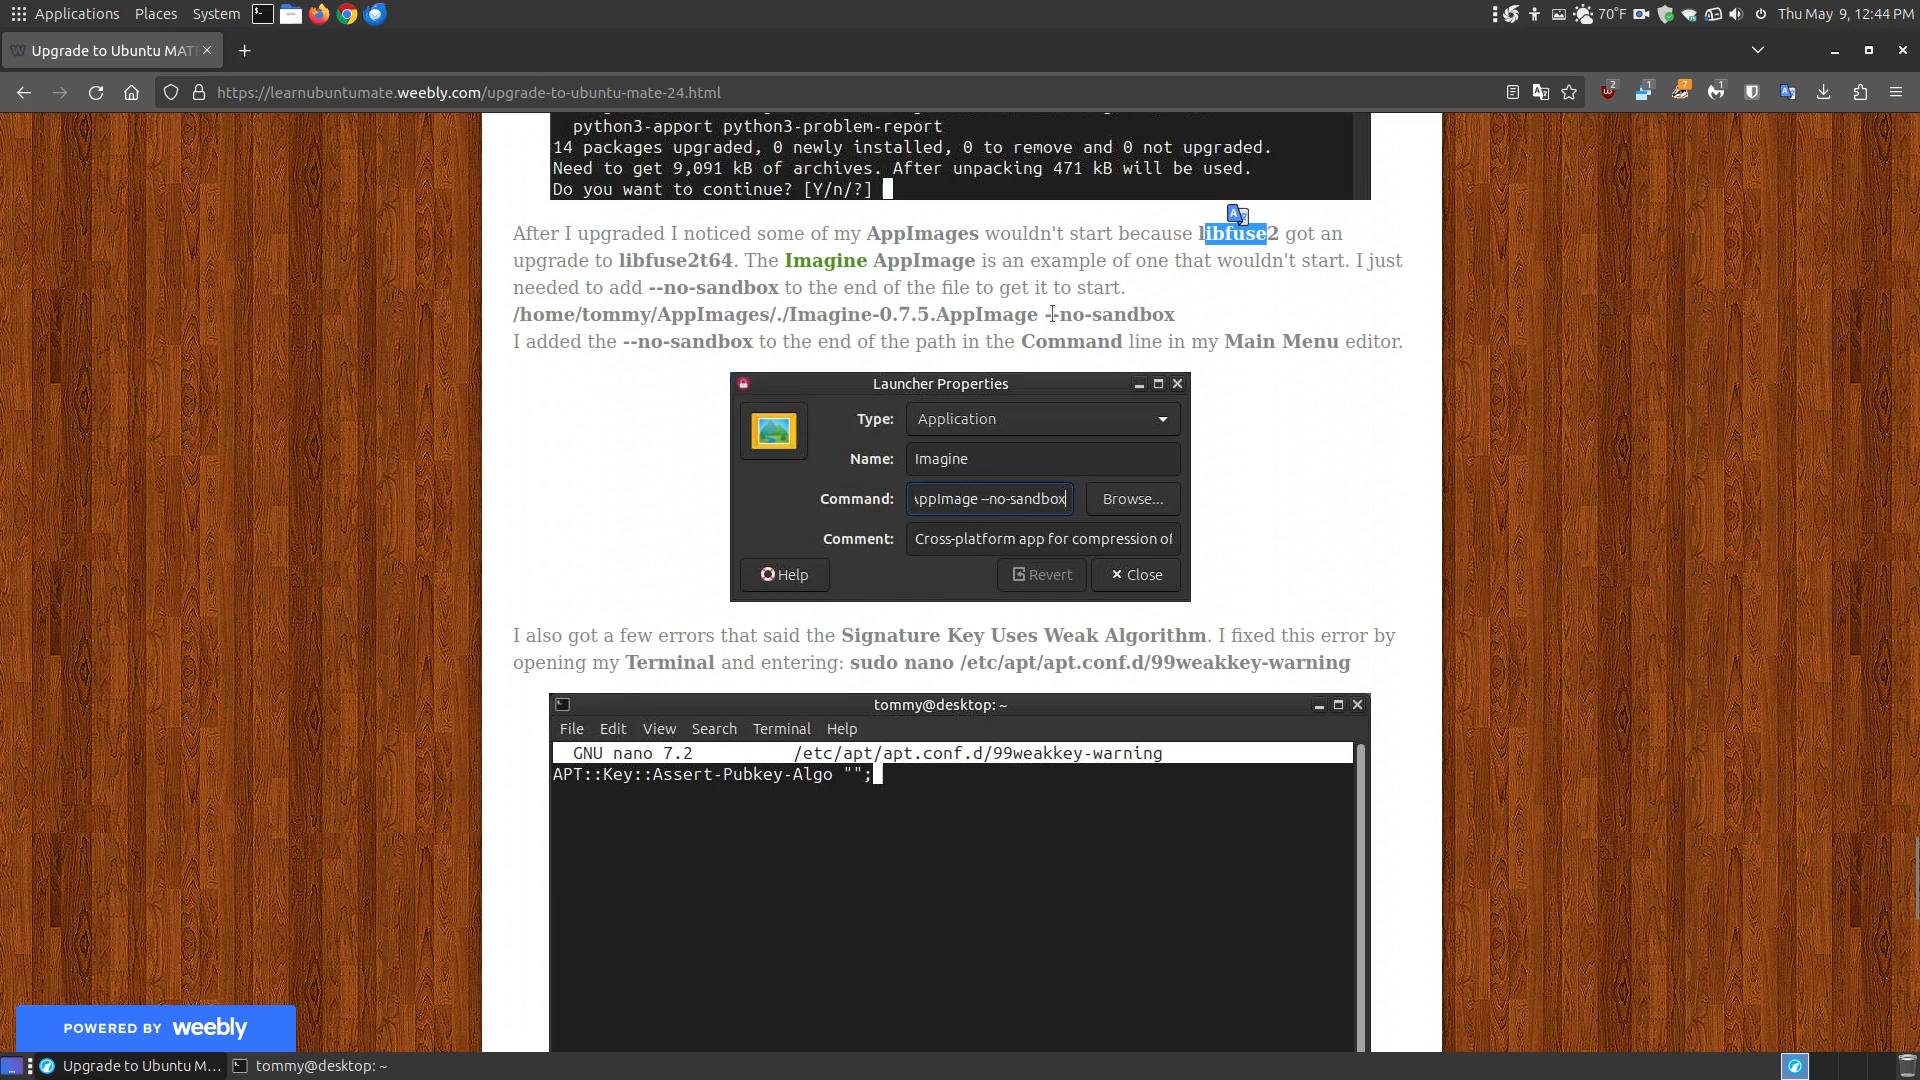 Applications Places System
70°F Thu May 9, 12:44 PM
Upgrade to Ubuntu MAT
https://learnubuntumate.weebly.com/upgrade-to-ubuntu-mate-24.html
2 1 7 1
python3-apport python3-problem-report
14 packages upgraded, 0 newly installed, 0 to remove and 0 not upgraded.
Need to get 9,091 kB of archives. After unpacking 471 kB will be used.
Do you want to continue? [Y/n/?]
After I upgraded I noticed some of my AppImages wouldn't start because libfuse2 got an
upgrade to libfuse2t64. The Imagine AppImage is an example of one that wouldn't start. I just
needed to add --no-sandbox to the end of the file to get it to start.
/home/tommy/AppImages/./Imagine-0.7.5.AppImage --no-sandbox
I added the --no-sandbox to the end of the path in the Command line in my Main Menu editor.
Launcher Properties
Type: Application
Name: Imagine
Command: AppImage --no-sandbox Browse...
Comment: Cross-platform app for compression of
Help Revert Close
I also got a few errors that said the Signature Key Uses Weak Algorithm. I fixed this error by
opening my Terminal and entering: sudo nano /etc/apt/apt.conf.d/99weakkey-warning
tommy@desktop: ~
File Edit View Search Terminal Help
GNU nano 7.2 /etc/apt/apt.conf.d/99weakkey-warning
APT::Key::Assert-Pubkey-Algo "";
POWERED BY weebly
Upgrade to Ubuntu M... tommy@desktop: ~